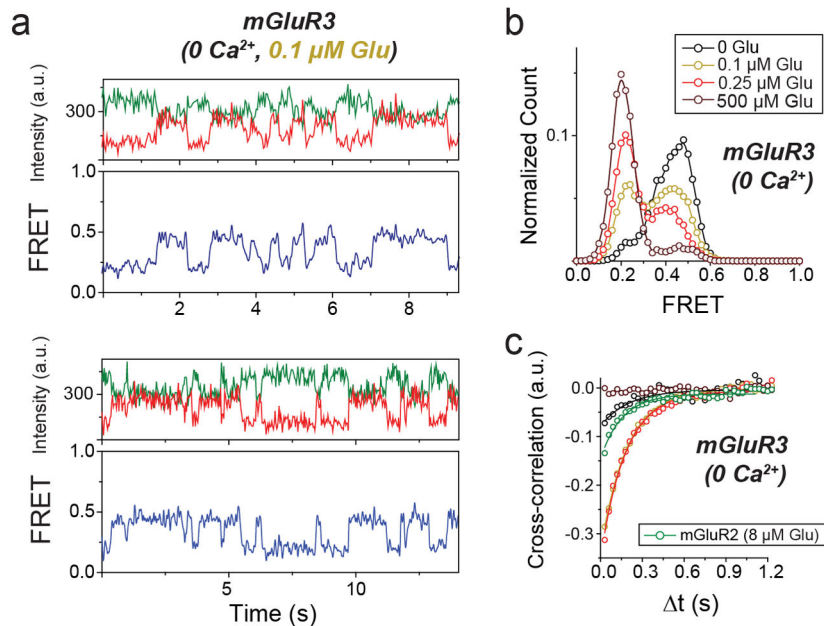 a
mGluR3
(0 Ca²⁺, 0.1 µM Glu)
Intensity (a.u.)
300
FRET
1.0
0.5
0.0
2
4
6
8
Intensity (a.u.)
300
FRET
1.0
0.5
0.0
5
10
Time (s)
b
Normalized Count
0.1
0 Glu
0.1 µM Glu
0.25 µM Glu
500 µM Glu
mGluR3
(0 Ca²⁺)
0.0
0.2
0.4
0.6
0.8
1.0
FRET
c
Cross-correlation (a.u.)
0.0
-0.1
-0.2
-0.3
mGluR3
(0 Ca²⁺)
mGluR2 (8 µM Glu)
0.0
0.3
0.6
0.9
1.2
Δt (s)